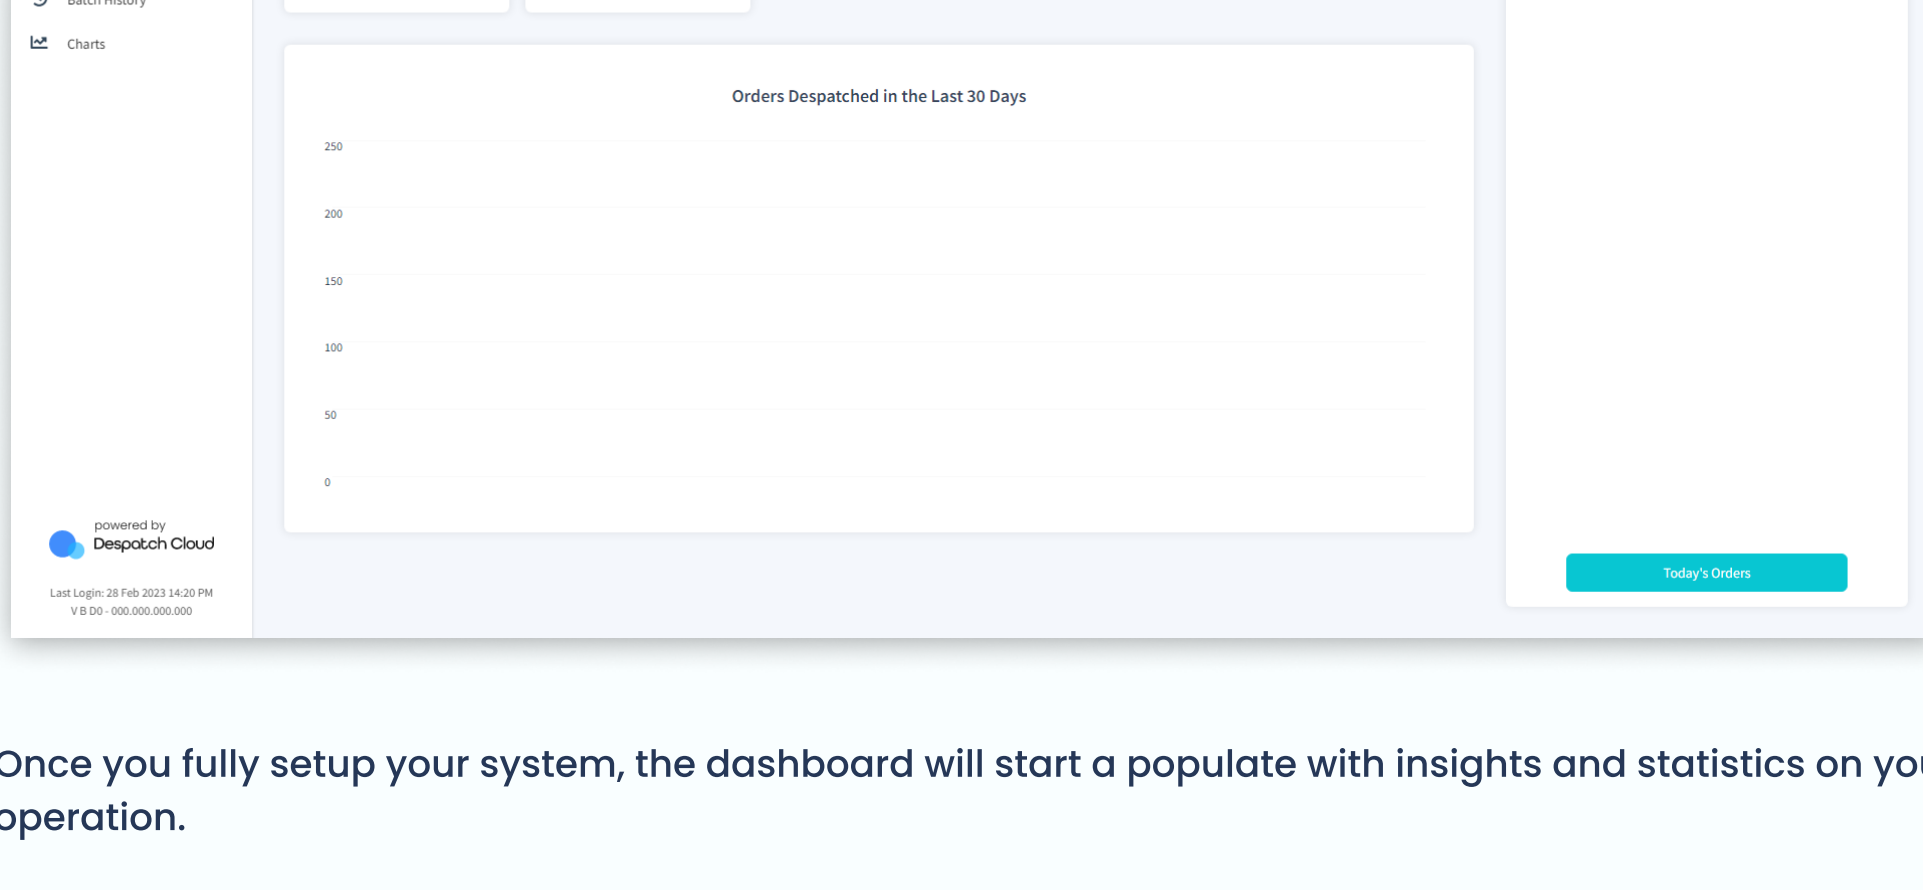 Batch History
Charts
Orders Despatched in the Last 30 Days
250
200
150
100
50
0
powered by
Despatch Cloud
Last Login: 28 Feb 2023 14:20 PM
V B D0 - 000.000.000.000
Today's Orders
Once you fully setup your system, the dashboard will start a populate with insights and statistics on
operation.